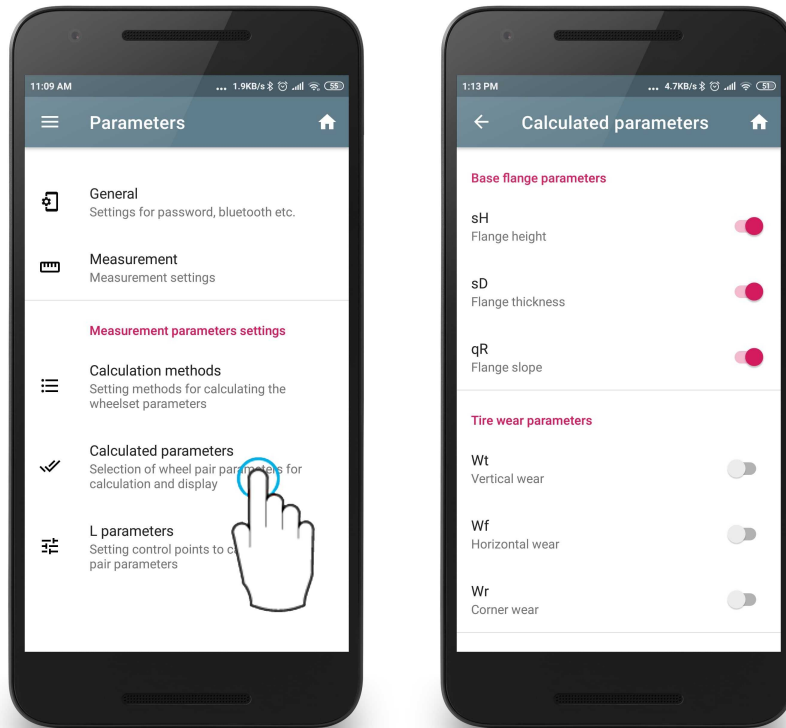 11:09 AM ... 1.9KB/s 55
Parameters
General
Settings for password, bluetooth etc.
Measurement
Measurement settings
Measurement parameters settings
Calculation methods
Setting methods for calculating the
wheelset parameters
Calculated parameters
Selection of wheel pair parameters for
calculation and display
L parameters
Setting control points to
pair parameters
1:13 PM ... 4.7KB/s 51
Calculated parameters
Base flange parameters
sH
Flange height
sD
Flange thickness
qR
Flange slope
Tire wear parameters
Wt
Vertical wear
Wf
Horizontal wear
Wr
Corner wear